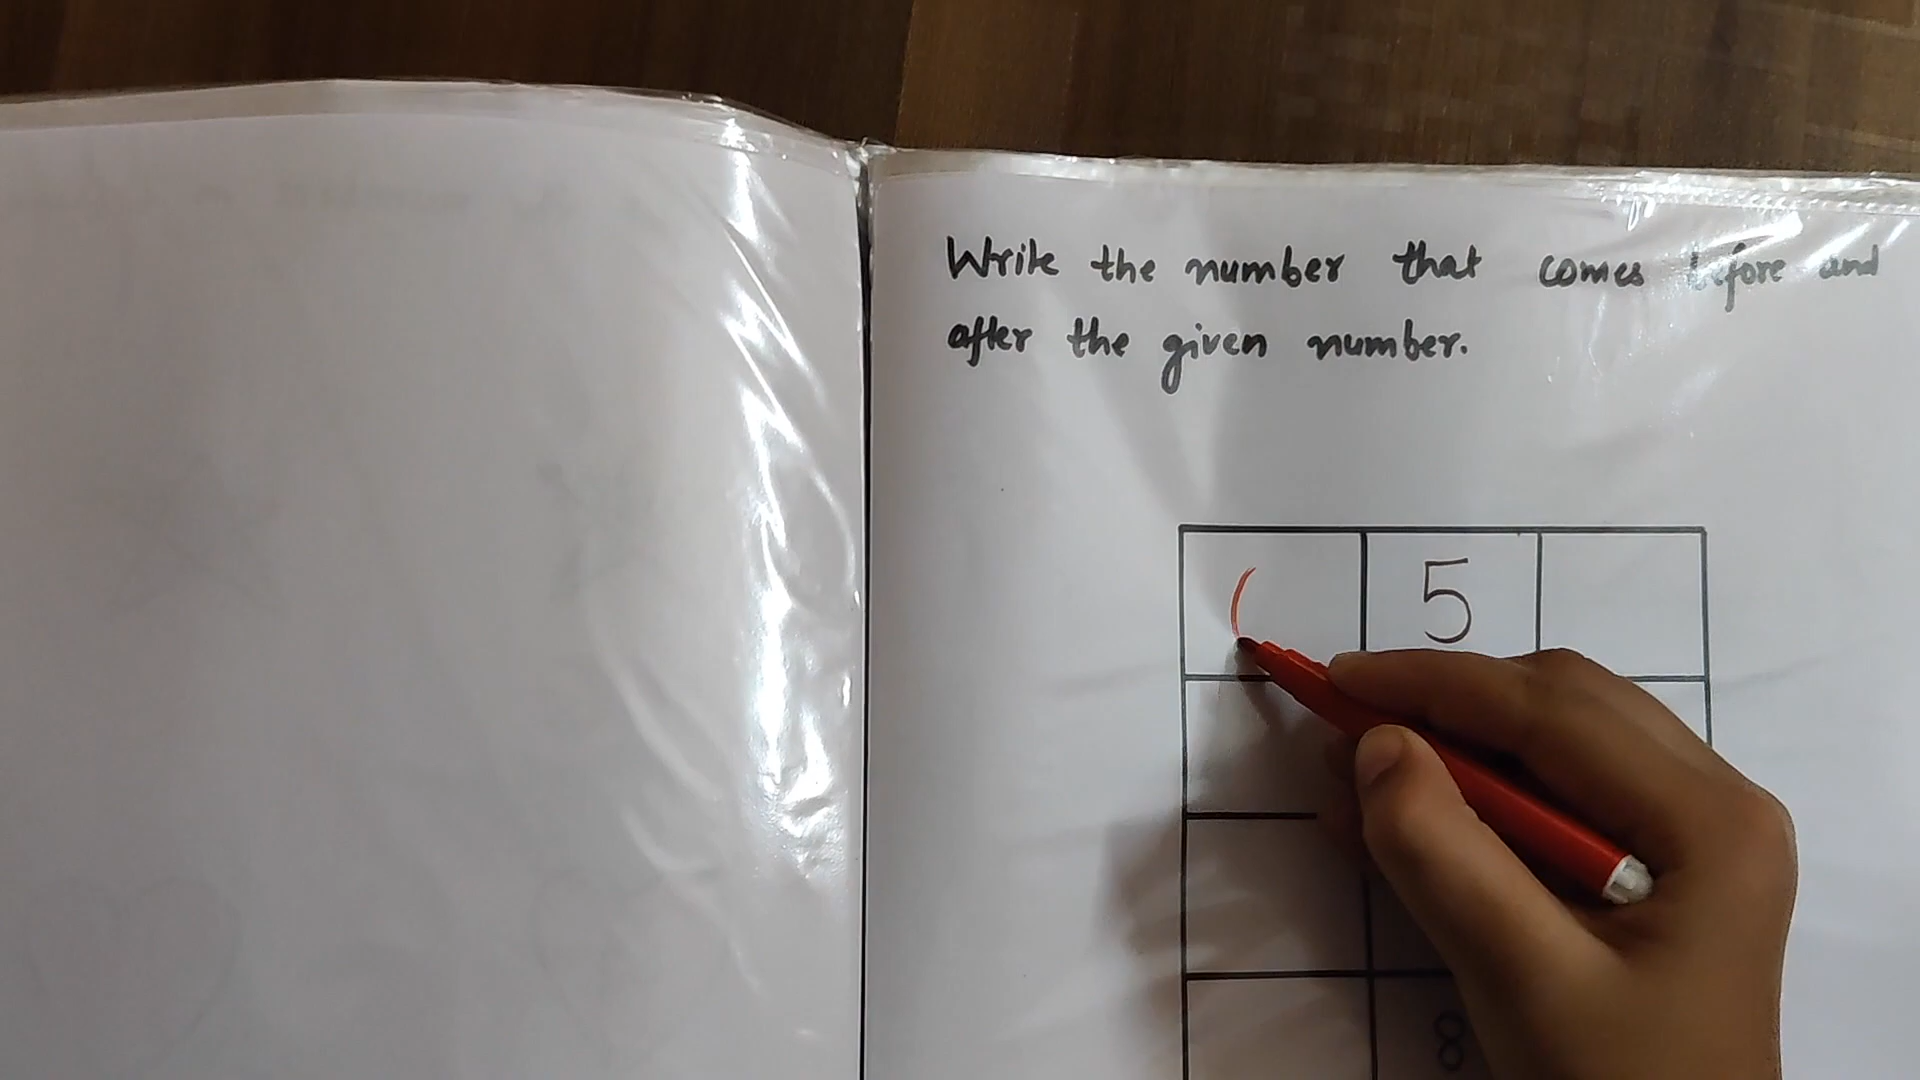 Write the number that comes before and
after the given number.
5
8